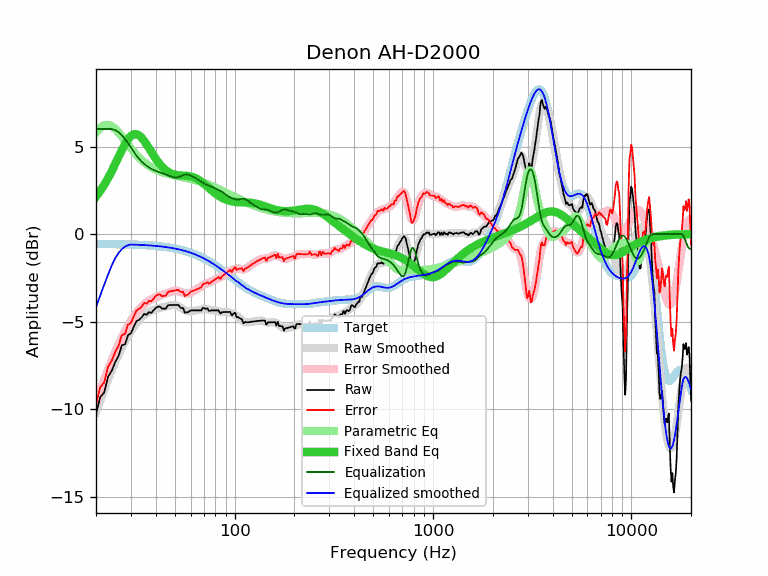 Denon AH-D2000
Amplitude (dBr)
5
0
−5
−10
−15
Target
Raw Smoothed
Error Smoothed
Raw
Error
Parametric Eq
Fixed Band Eq
Equalization
Equalized smoothed
100 1000 10000
Frequency (Hz)